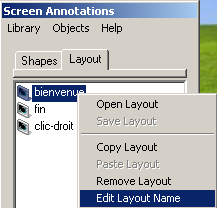 Screen Annotations
Library Objects Help
Shapes Layout
bienvenue
fin
clic-droit
Open Layout
Save Layout
Copy Layout
Paste Layout
Remove Layout
Edit Layout Name